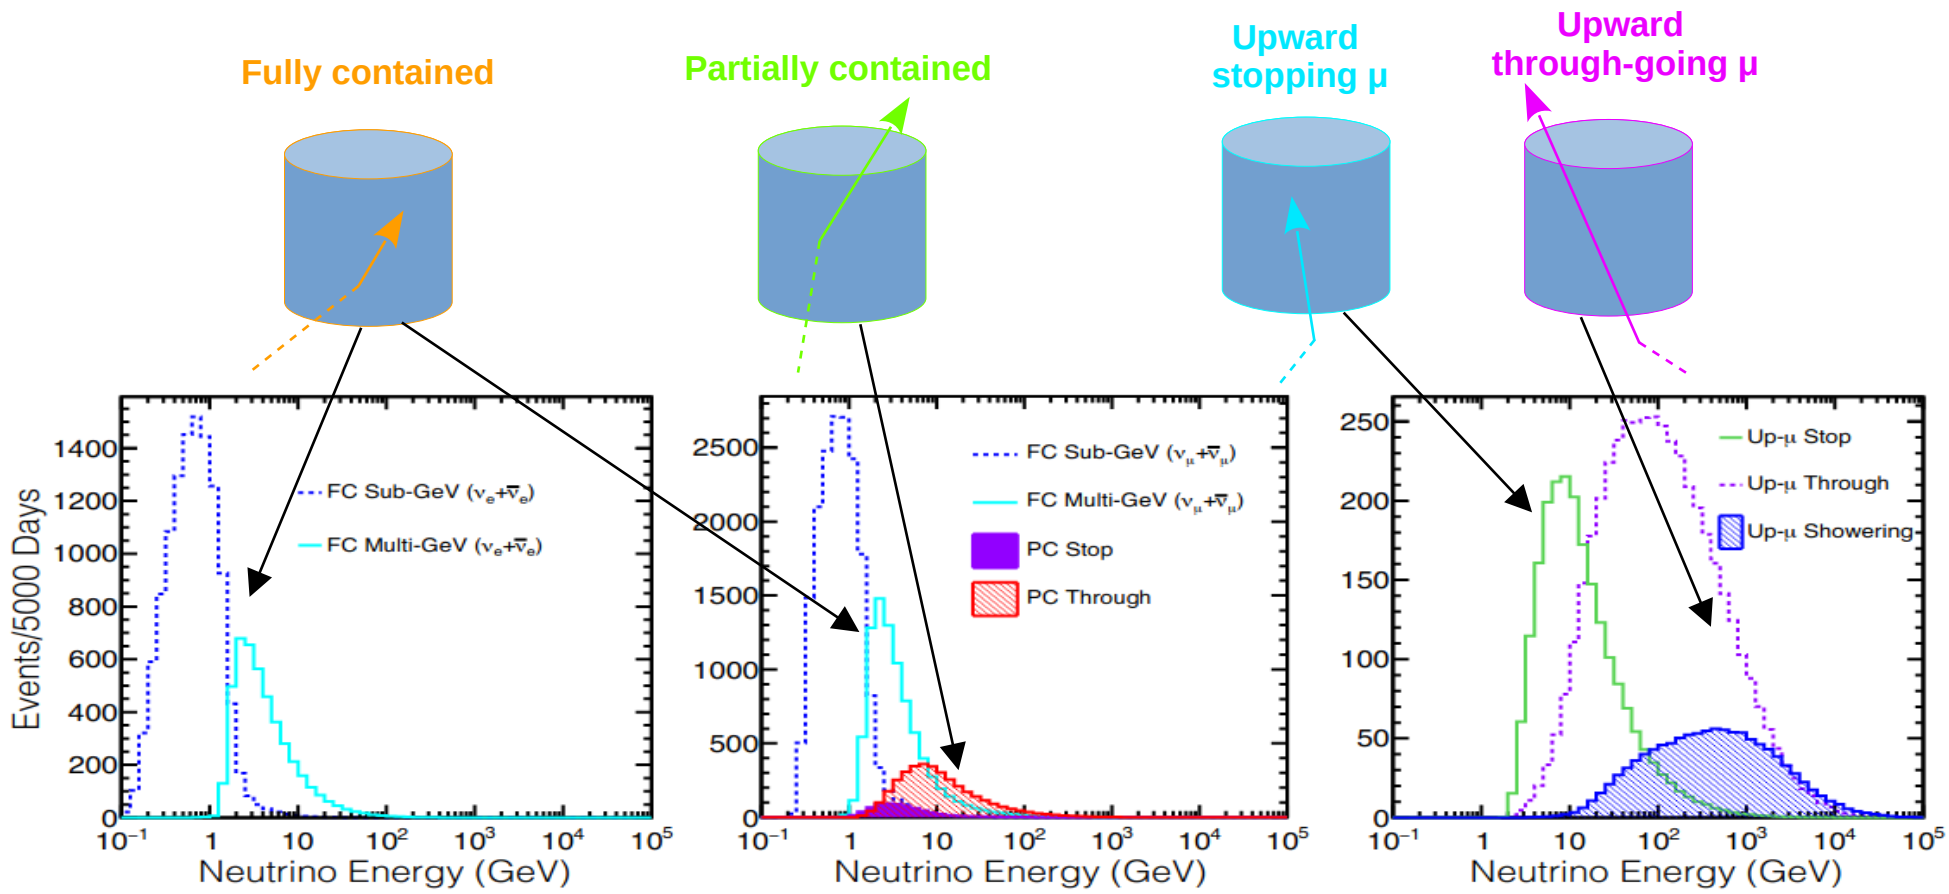 Fully contained
Partially contained
Upward
stopping μ
Upward
through-going μ
Events/5000 Days
1400
1200
1000
800
600
400
200
0
FC Sub-GeV (νₑ+ν̅ₑ)
FC Multi-GeV (νₑ+ν̅ₑ)
10⁻¹ 1 10 10² 10³ 10⁴ 10⁵
Neutrino Energy (GeV)
2500
2000
1500
1000
500
0
FC Sub-GeV (ν_μ+ν̅_μ)
FC Multi-GeV (ν_μ+ν̅_μ)
PC Stop
PC Through
10⁻¹ 1 10 10² 10³ 10⁴ 10⁵
Neutrino Energy (GeV)
250
200
150
100
50
0
Up-μ Stop
Up-μ Through
Up-μ Showering
10⁻¹ 1 10 10² 10³ 10⁴ 10⁵
Neutrino Energy (GeV)